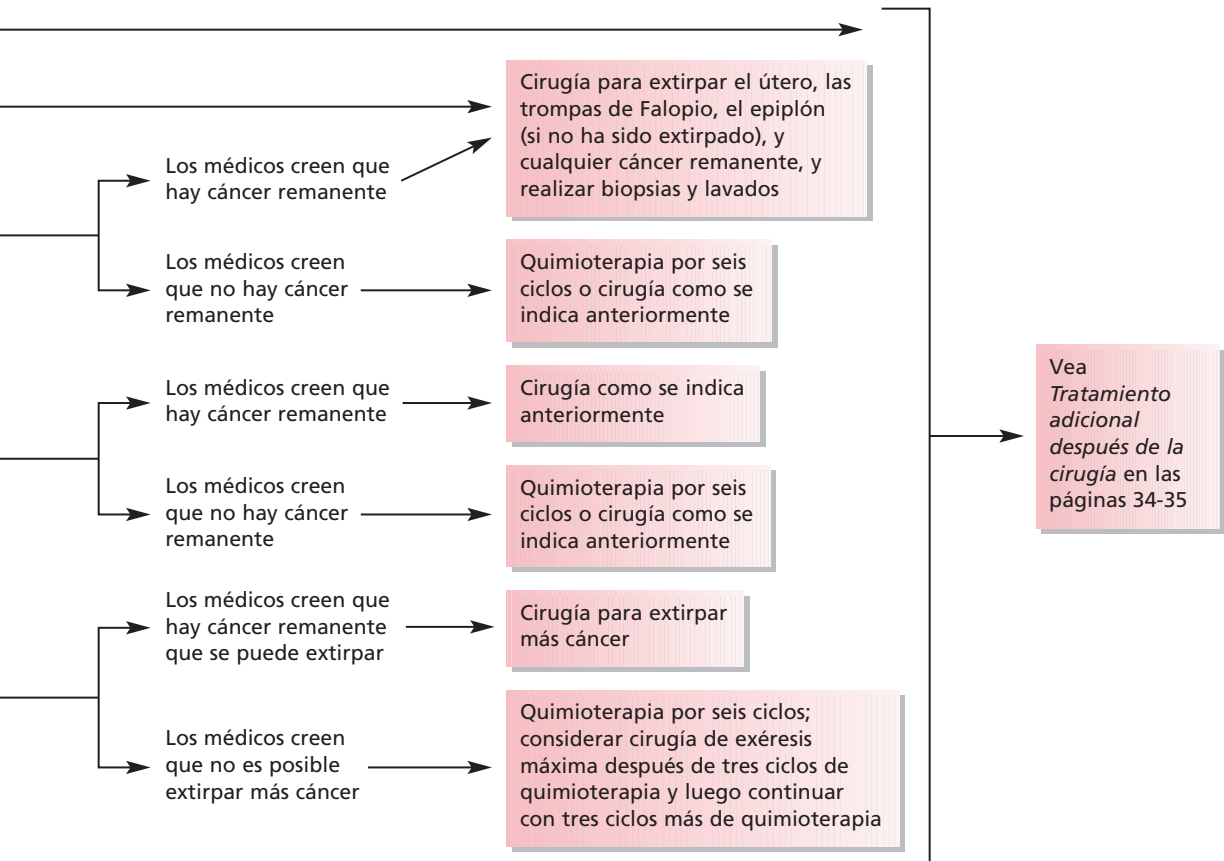 Cirugía para extirpar el útero, las
trompas de Falopio, el epiplón
(si no ha sido extirpado), y
cualquier cáncer remanente, y
realizar biopsias y lavados
Los médicos creen que
hay cáncer remanente
Los médicos creen
que no hay cáncer
remanente
Quimioterapia por seis
ciclos o cirugía como se
indica anteriormente
Los médicos creen que
hay cáncer remanente
Cirugía como se indica
anteriormente
Los médicos creen
que no hay cáncer
remanente
Quimioterapia por seis
ciclos o cirugía como se
indica anteriormente
Los médicos creen que
hay cáncer remanente
que se puede extirpar
Cirugía para extirpar
más cáncer
Los médicos creen
que no es posible
extirpar más cáncer
Quimioterapia por seis ciclos;
considerar cirugía de exéresis
máxima después de tres ciclos de
quimioterapia y luego continuar
con tres ciclos más de quimioterapia
Vea
Tratamiento
adicional
después de la
cirugía en las
páginas 34-35